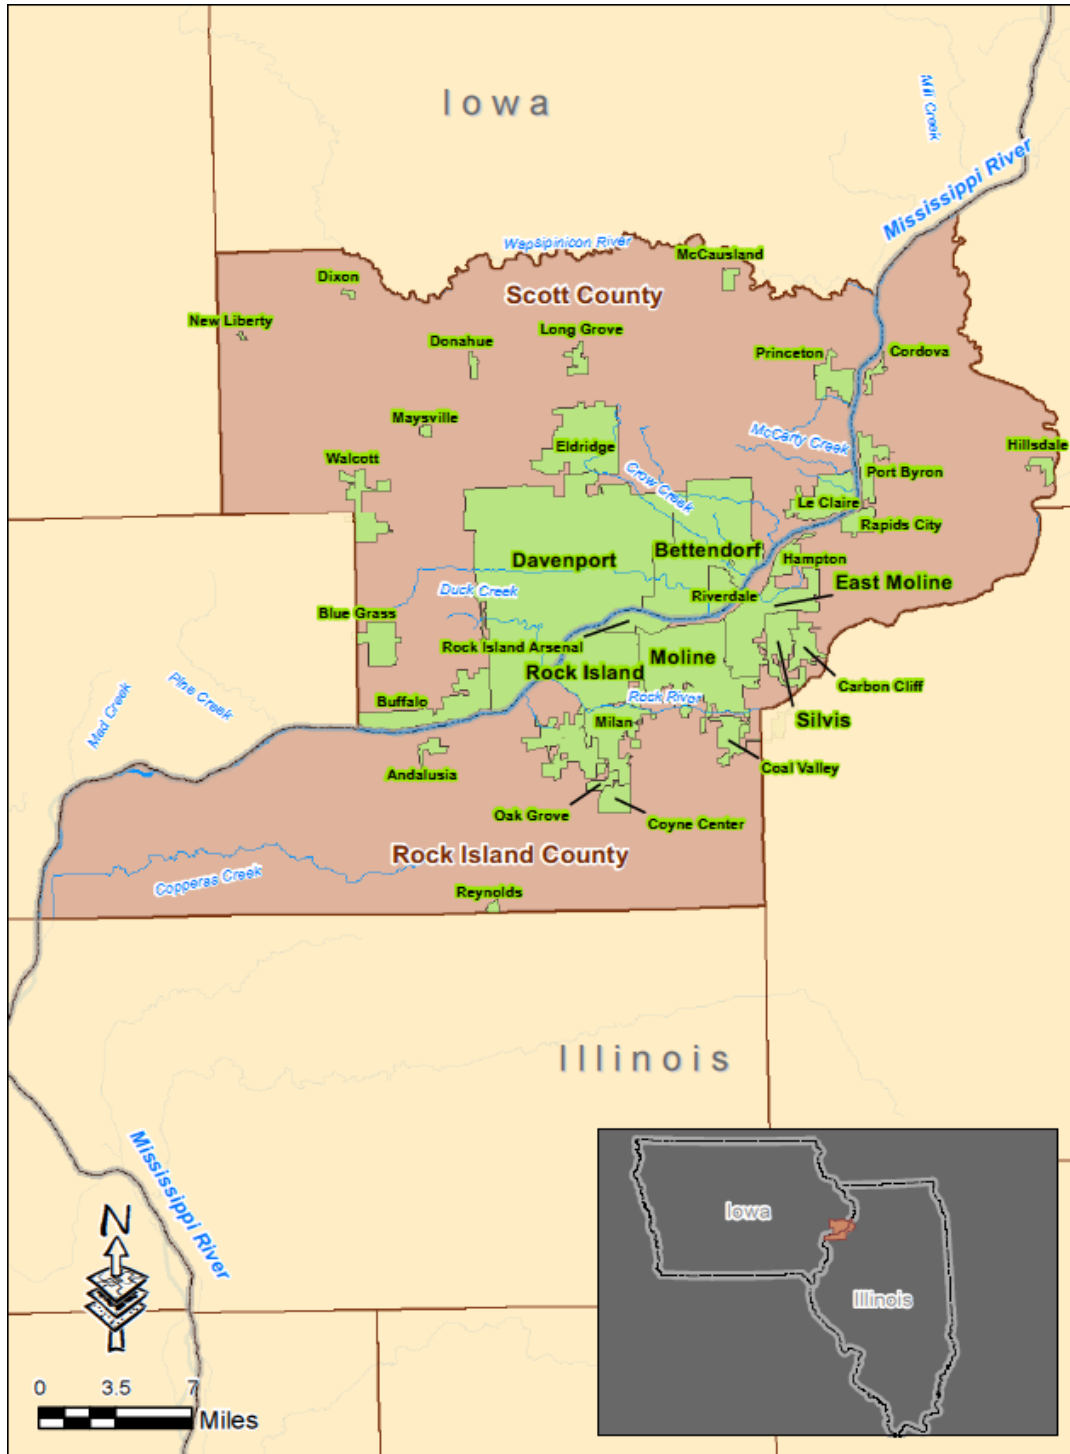 Iowa
Mill Creek
Mississippi River
Wapsipinicon River
McCausland
Dixon
Scott County
New Liberty
Donahue
Long Grove
Princeton
Cordova
Maysville
McCarty Creek
Hillsdale
Walcott
Eldridge
Crow Creek
Port Byron
Le Claire
Rapids City
Davenport
Bettendorf
Hampton
Duck Creek
Riverdale
East Moline
Blue Grass
Rock Island Arsenal
Rock Island
Moline
Carbon Cliff
Pine Creek
Mad Creek
Buffalo
Rock River
Silvis
Milan
Andalusia
Coal Valley
Oak Grove
Coyne Center
Rock Island County
Copperas Creek
Reynolds
Illinois
Mississippi River
N
0 3.5 7
Miles
Iowa
Illinois